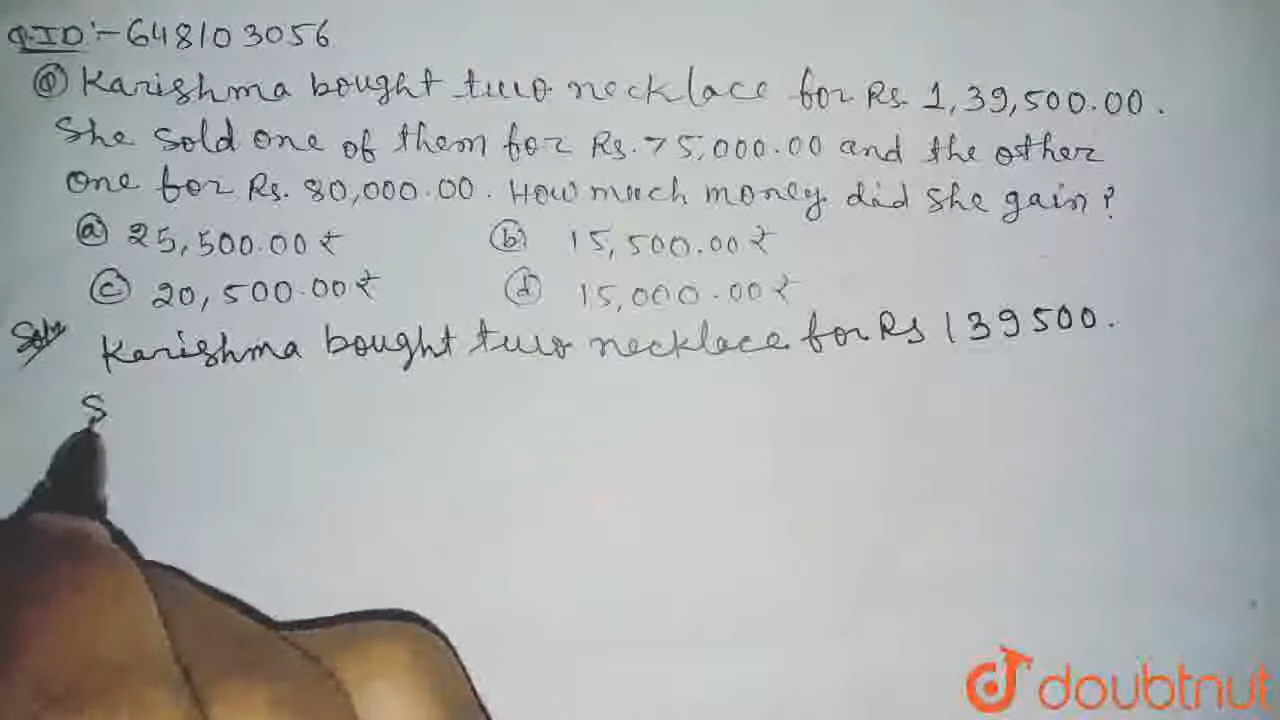 Q.ID:-648103056
Q Karishma bought two necklace for Rs. 1,39,500.00.
She sold one of them for Rs. 75,000.00 and the other
one for Rs. 80,000.00. How much money did she gain?
a 25,500.00₹ b 15,500.00₹
c 20,500.00₹ d 15,000.00₹
Soln Karishma bought two necklace for Rs 139500.
S
doubtnut